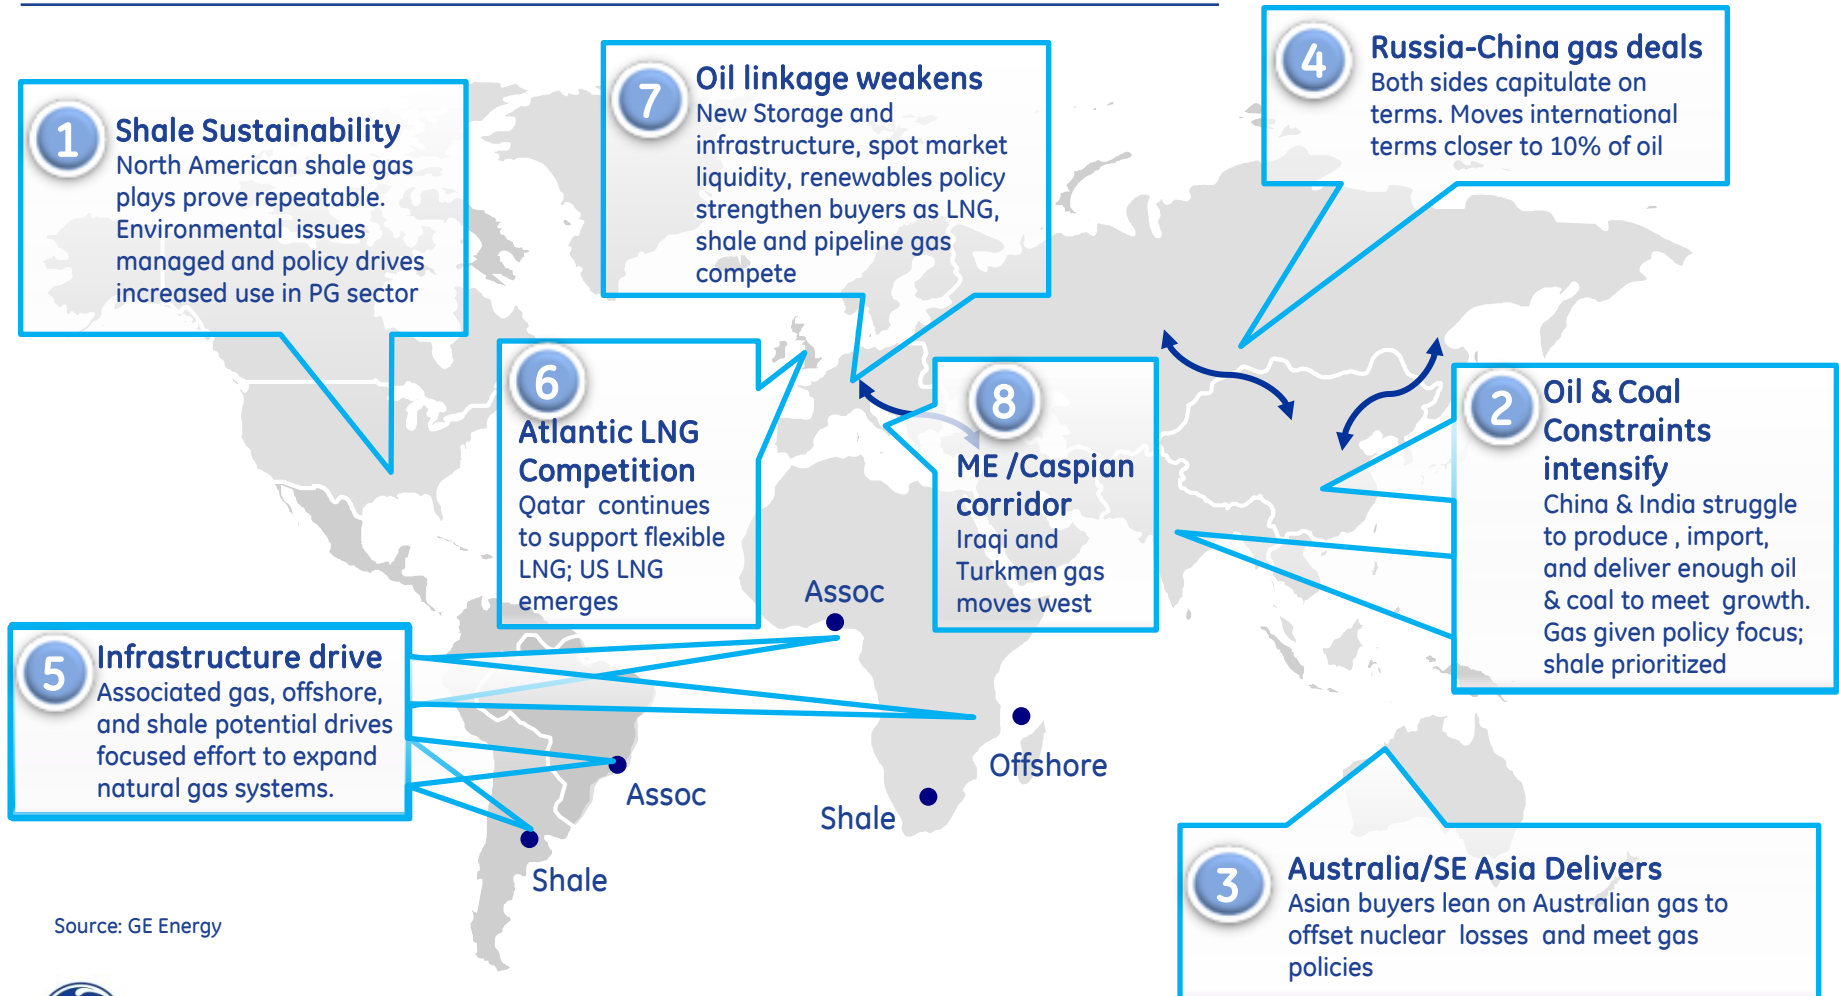 1
Shale Sustainability
North American shale gas
plays prove repeatable.
Environmental issues
managed and policy drives
increased use in PG sector
7
Oil linkage weakens
New Storage and
infrastructure, spot market
liquidity, renewables policy
strengthen buyers as LNG,
shale and pipeline gas
compete
4
Russia-China gas deals
Both sides capitulate on
terms. Moves international
terms closer to 10% of oil
6
Atlantic LNG
Competition
Qatar continues
to support flexible
LNG; US LNG
emerges
8
ME /Caspian
corridor
Iraqi and
Turkmen gas
moves west
2
Oil & Coal
Constraints
intensify
China & India struggle
to produce , import,
and deliver enough oil
& coal to meet growth.
Gas given policy focus;
shale prioritized
5
Infrastructure drive
Associated gas, offshore,
and shale potential drives
focused effort to expand
natural gas systems.
Assoc
Offshore
Assoc
Shale
Shale
3
Australia/SE Asia Delivers
Asian buyers lean on Australian gas to
offset nuclear losses and meet gas
policies
Source: GE Energy